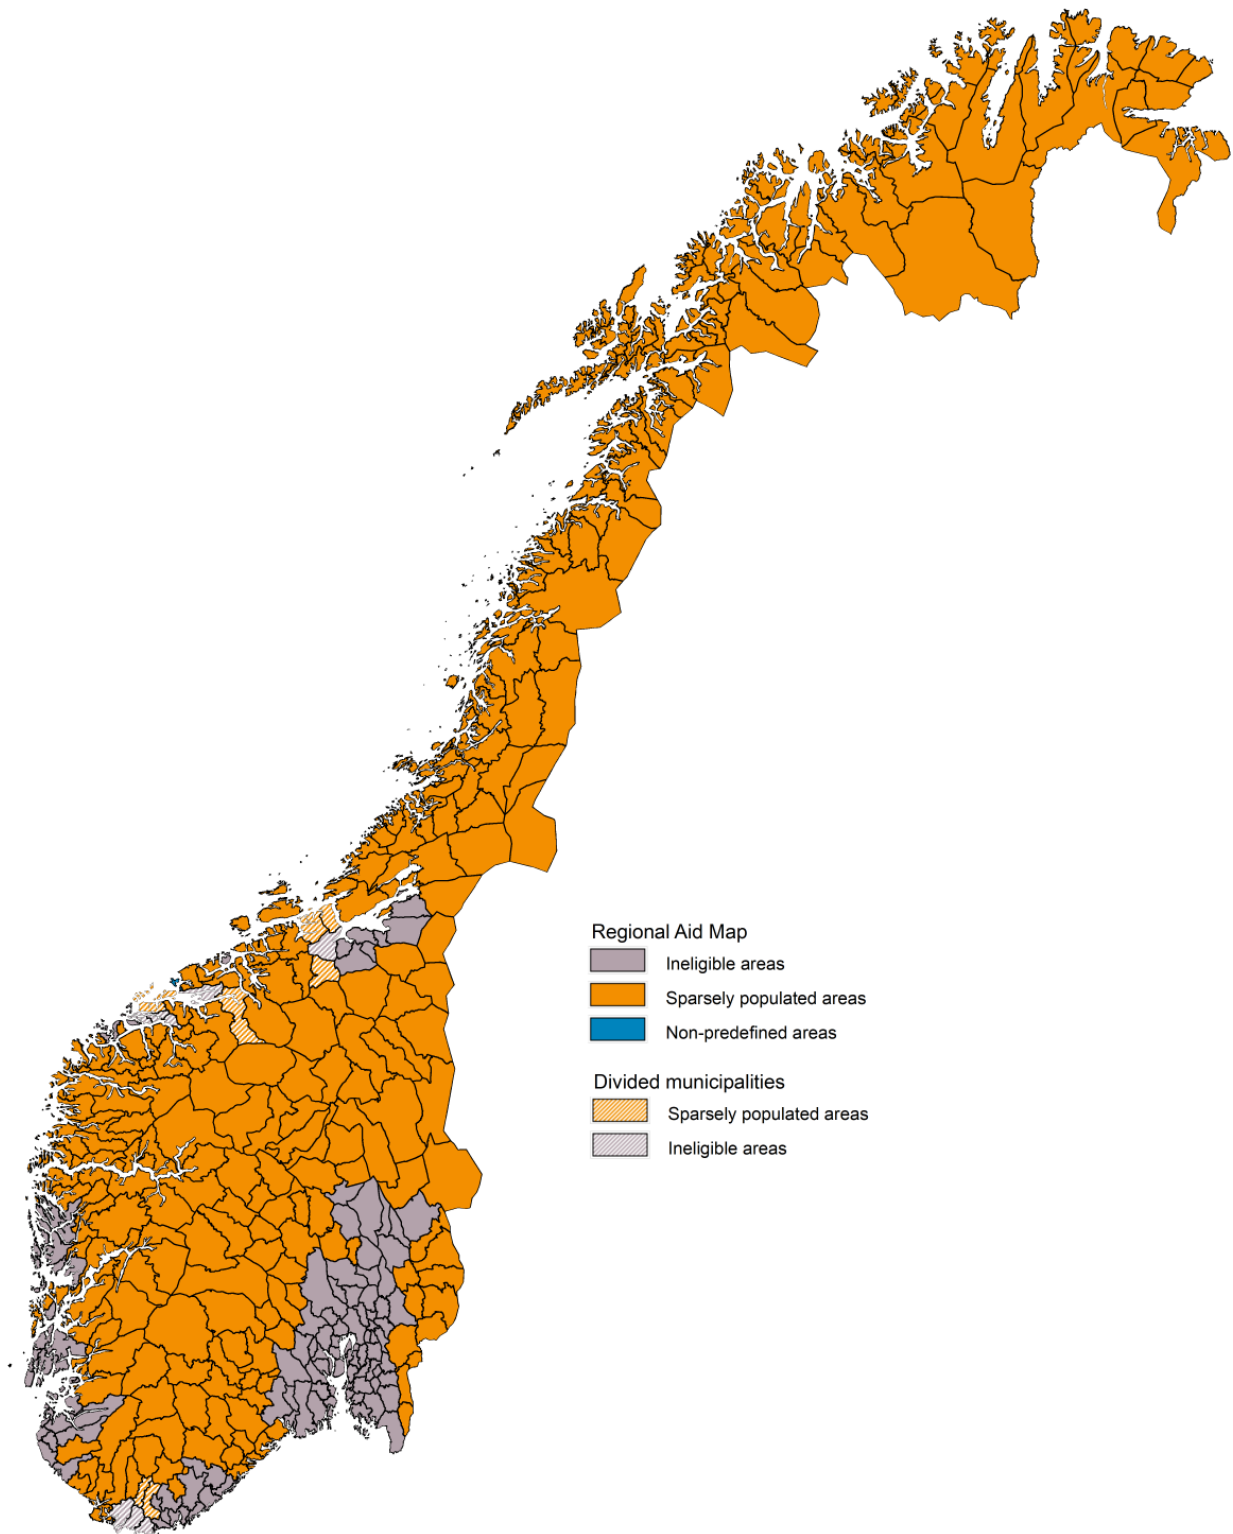 Regional Aid Map
Ineligible areas
Sparsely populated areas
Non-predefined areas
Divided municipalities
Sparsely populated areas
Ineligible areas